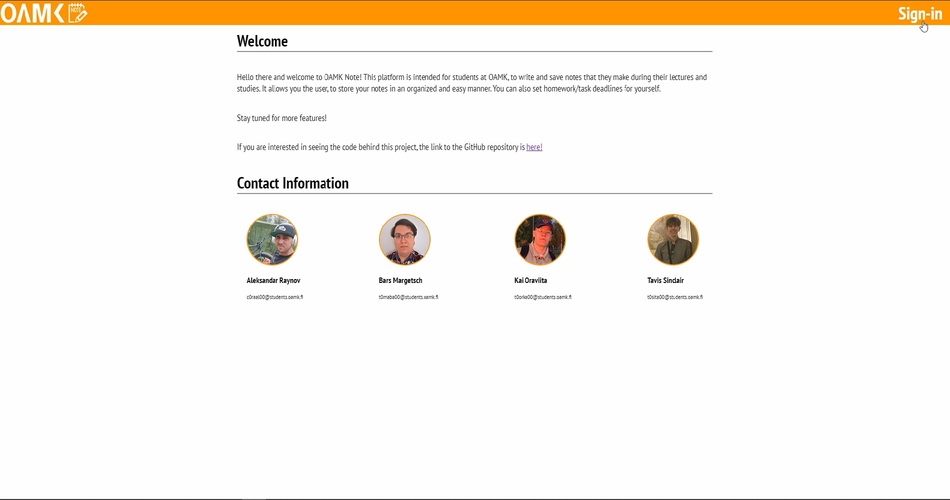 OAMK NOTE
Sign-in
Welcome
Hello there and welcome to OAMK Note! This platform is intended for students at OAMK, to write and save notes that they make during their lectures and
studies. It allows you the user, to store your notes in an organized and easy manner. You can also set homework/task deadlines for yourself.
Stay tuned for more features!
If you are interested in seeing the code behind this project, the link to the GitHub repository is here!
Contact Information
Aleksandar Raynov
Bars Margetsch
Kai Oraviita
Tavis Sinclair
c0raal00@students.oamk.fi
t0maba00@students.oamk.fi
t0orka00@students.oamk.fi
t0sita00@students.oamk.fi